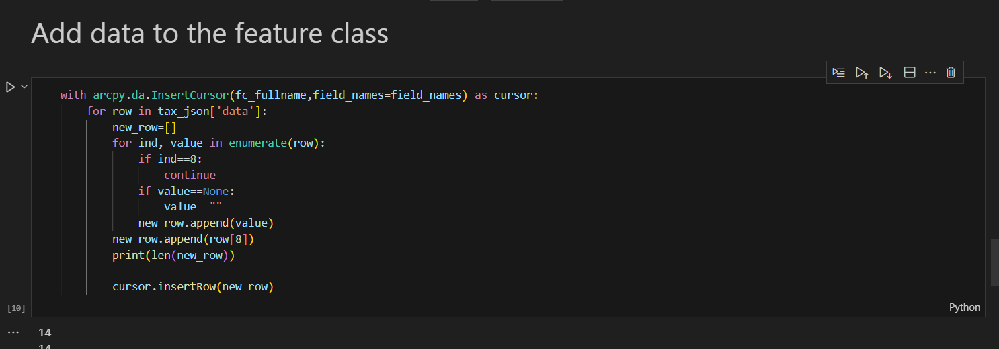 Add data to the feature class
with arcpy.da.InsertCursor(fc_fullname,field_names=field_names) as cursor:
    for row in tax_json['data']:
        new_row=[]
        for ind, value in enumerate(row):
            if ind==8:
                continue
            if value==None:
                value= ""
            new_row.append(value)
        new_row.append(row[8])
        print(len(new_row))
        cursor.insertRow(new_row)
[10]
Python
14
14